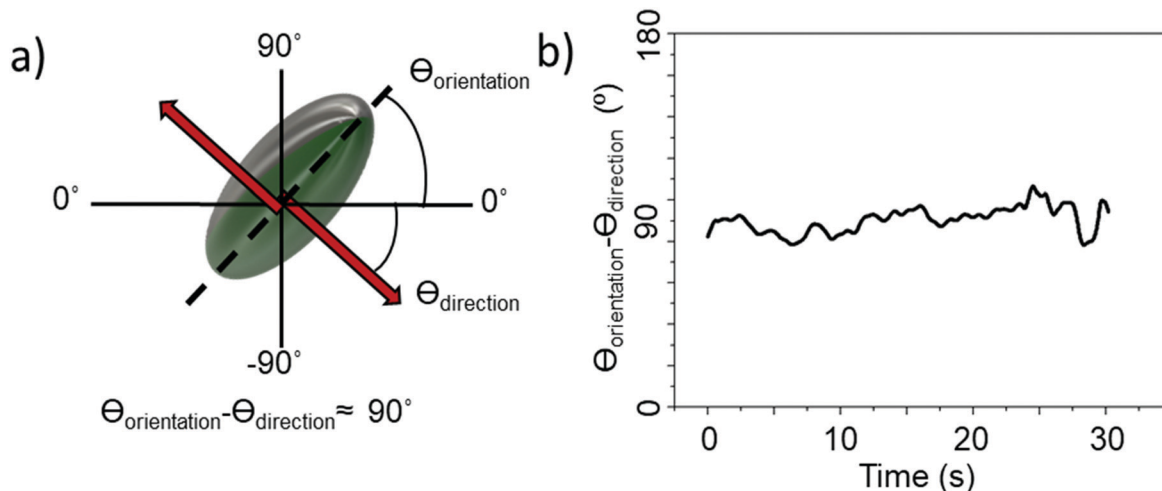 a)
90°
ϴorientation
0°
0°
ϴdirection
-90°
ϴorientation-ϴdirection≈ 90°
b)
180
90
0
ϴorientation-ϴdirection (º)
0
10
20
30
Time (s)